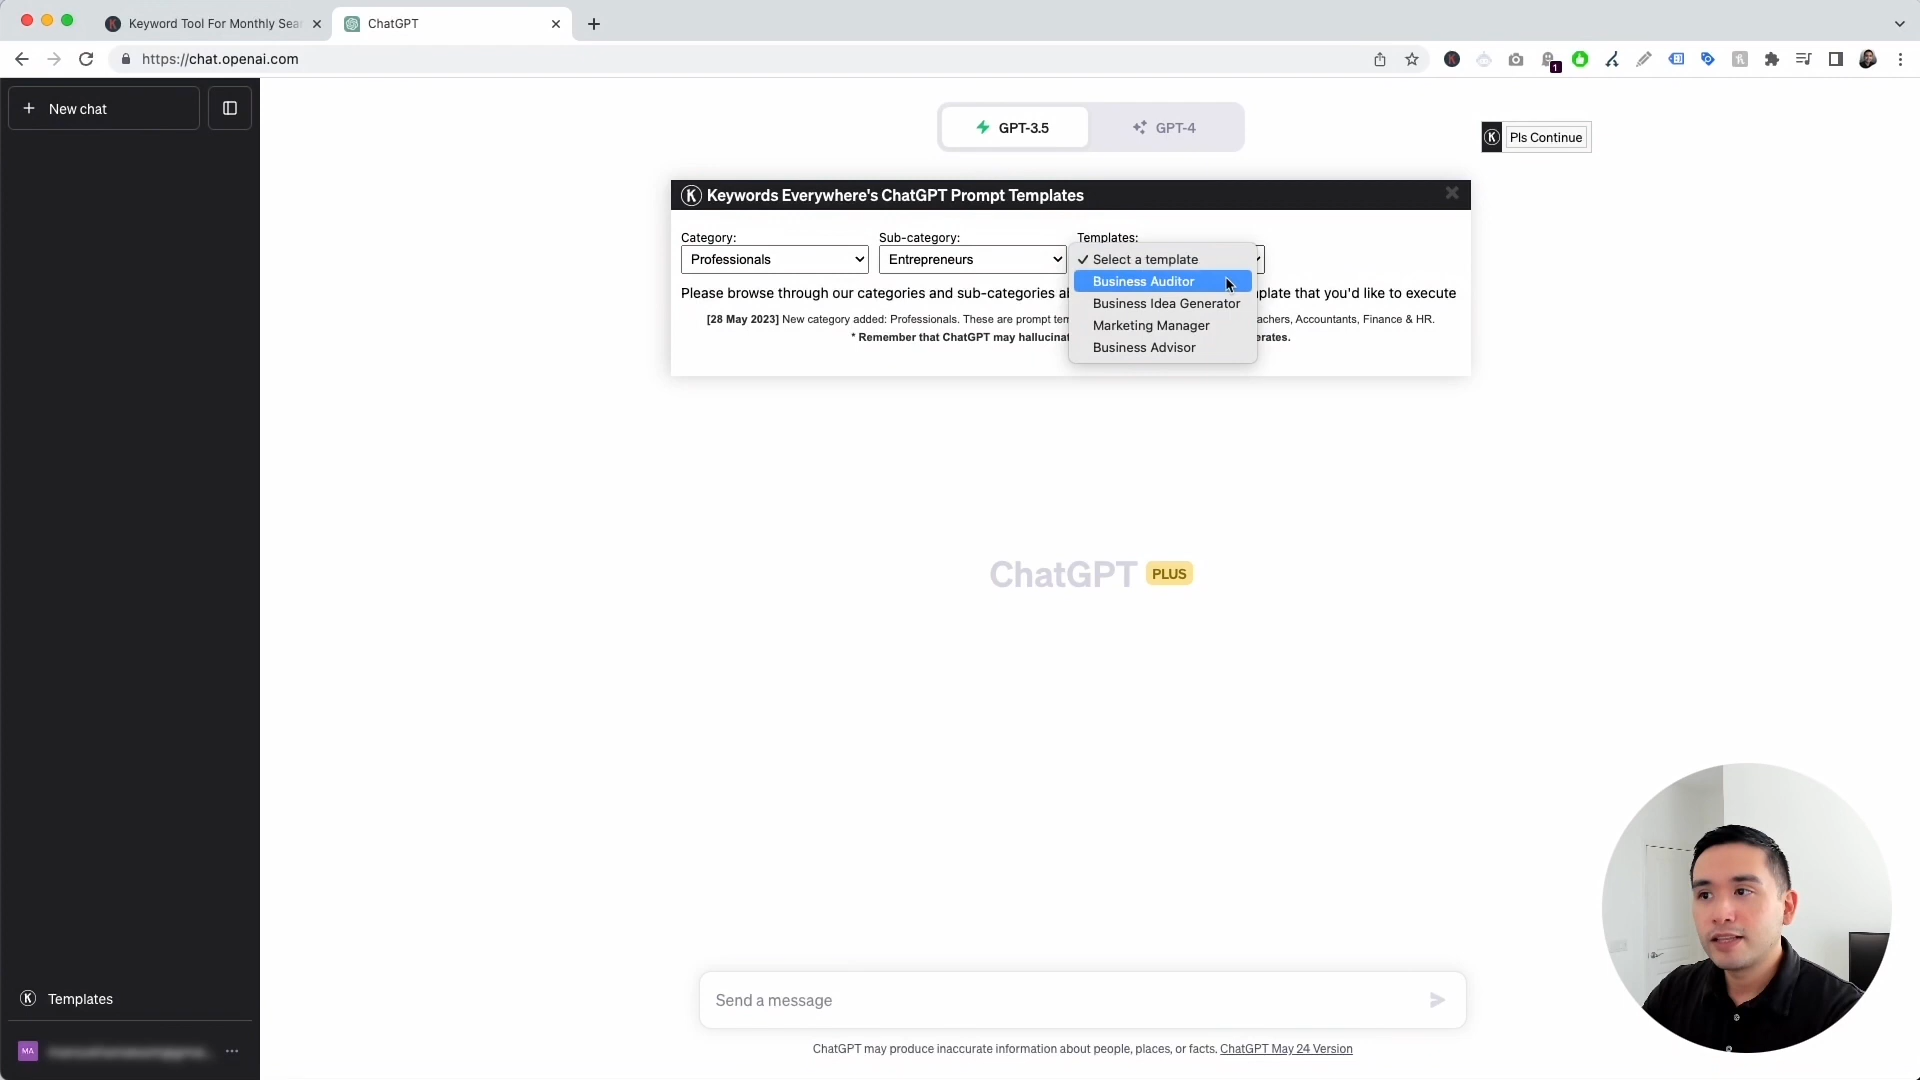 Keyword Tool For Monthly Sea
ChatGPT
https://chat.openai.com
1
New chat
GPT-3.5
GPT-4
K Pls Continue
K Keywords Everywhere's ChatGPT Prompt Templates
Category:
Sub-category:
Templates:
Professionals
Entrepreneurs
✓ Select a template
Business Auditor
Business Idea Generator
Marketing Manager
Business Advisor
Please browse through our categories and sub-categories a plate that you'd like to execute
[28 May 2023] New category added: Professionals. These are prompt tem achers, Accountants, Finance & HR.
* Remember that ChatGPT may hallucinat erates.
ChatGPT PLUS
K Templates
MA
Send a message
ChatGPT may produce inaccurate information about people, places, or facts. ChatGPT May 24 Version